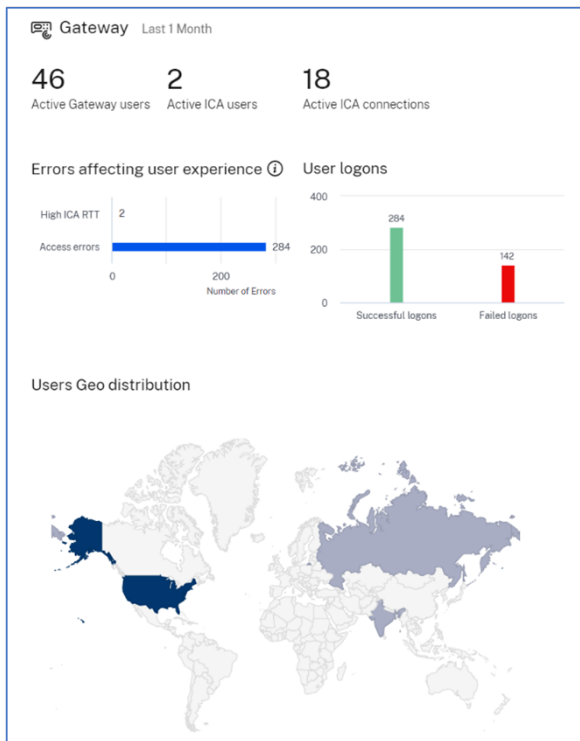 Gateway Last 1 Month
46 2 18
Active Gateway users Active ICA users Active ICA connections
Errors affecting user experience
High ICA RTT 2
Access errors 284
0 200
Number of Errors
User logons
400
284
200
142
0
Successful logons Failed logons
Users Geo distribution